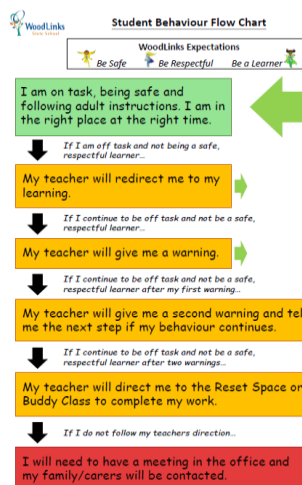 WoodLinks
State School
Student Behaviour Flow Chart
WoodLinks Expectations
Be Safe Be Respectful Be a Learner
I am on task, being safe and
following adult instructions. I am in
the right place at the right time.
If I am off task and not being a safe,
respectful learner...
My teacher will redirect me to my
learning.
If I continue to be off task and not be a safe,
respectful learner...
My teacher will give me a warning.
If I continue to be off task and not be a safe,
respectful learner after my first warning...
My teacher will give me a second warning and tel
me the next step if my behaviour continues.
If I continue to be off task and not be a safe,
respectful learner after two warnings...
My teacher will direct me to the Reset Space or
Buddy Class to complete my work.
If I do not follow my teachers direction...
I will need to have a meeting in the office and
my family/carers will be contacted.